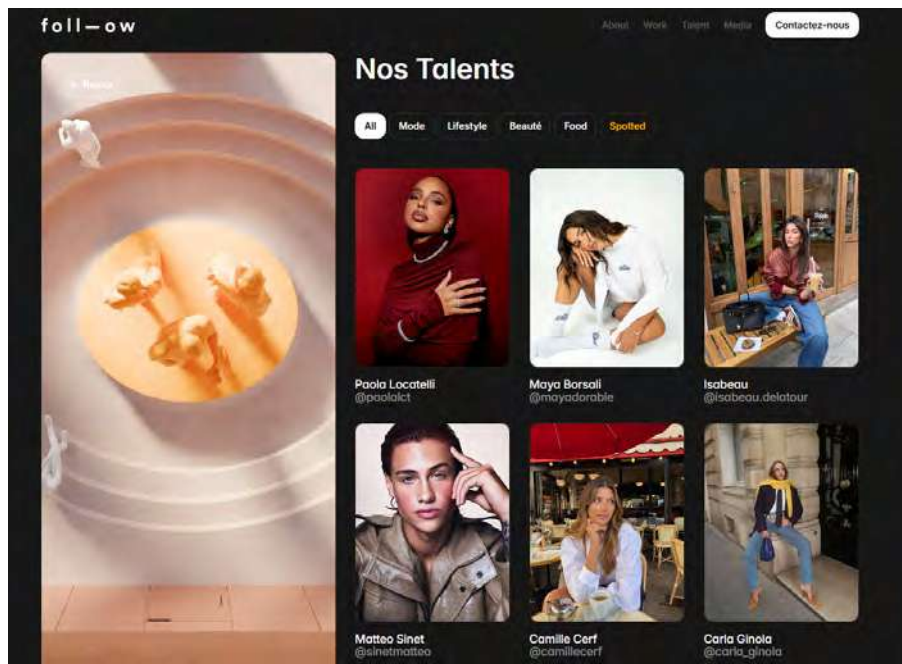 foll—ow
About Work Talent Media Contactez-nous
Nos Talents
All Mode Lifestyle Beauté Food Spotted
Paola Locatelli
@paolalct
Maya Borsali
@mayadorable
Isabeau
@isabeau.delatour
Matteo Sinet
@sinetmatteo
Camille Cerf
@camillecerf
Carla Ginola
@carla_ginola